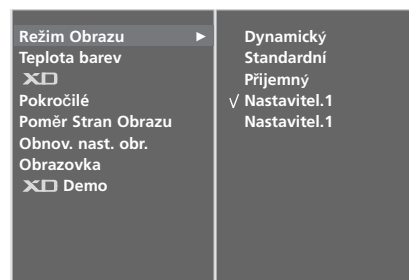 Režim Obrazu ►
Teplota barev
XD
Pokročilé
Poměr Stran Obrazu
Obnov. nast. obr.
Obrazovka
XD Demo
Dynamický
Standardní
Přijemný
√ Nastavitel.1
Nastavitel.1